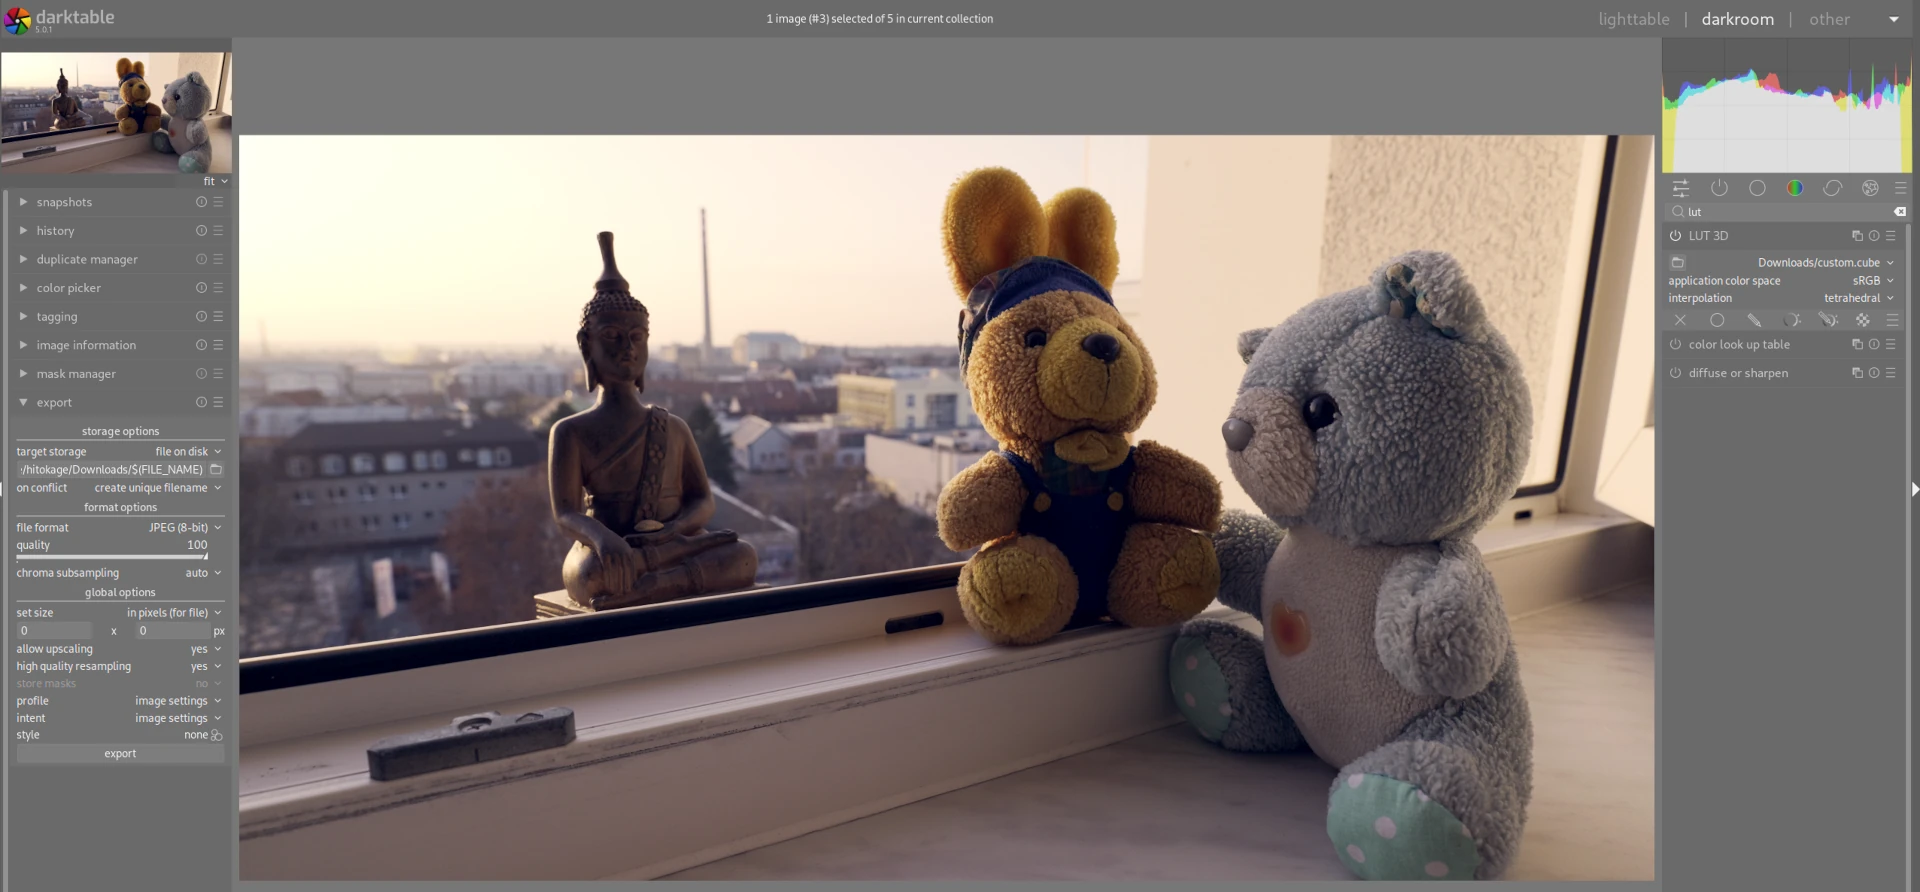 darktable
5.0.1
1 image (#3) selected of 5 in current collection
lighttable | darkroom | other
fit
snapshots
history
duplicate manager
color picker
tagging
image information
mask manager
export
storage options
target storage file on disk
:/hitokage/Downloads/$(FILE_NAME)
on conflict create unique filename
format options
file format JPEG (8-bit)
quality 100
chroma subsampling auto
global options
set size in pixels (for file)
0 x 0 px
allow upscaling yes
high quality resampling yes
store masks no
profile image settings
intent image settings
style none
export
lut
LUT 3D
Downloads/custom.cube
application color space sRGB
interpolation tetrahedral
color look up table
diffuse or sharpen